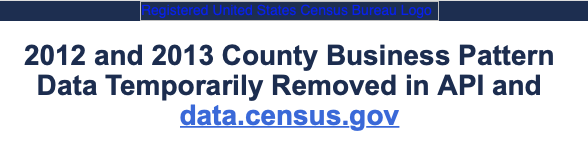 Registered United States Census Bureau Logo
2012 and 2013 County Business Pattern
Data Temporarily Removed in API and
data.census.gov